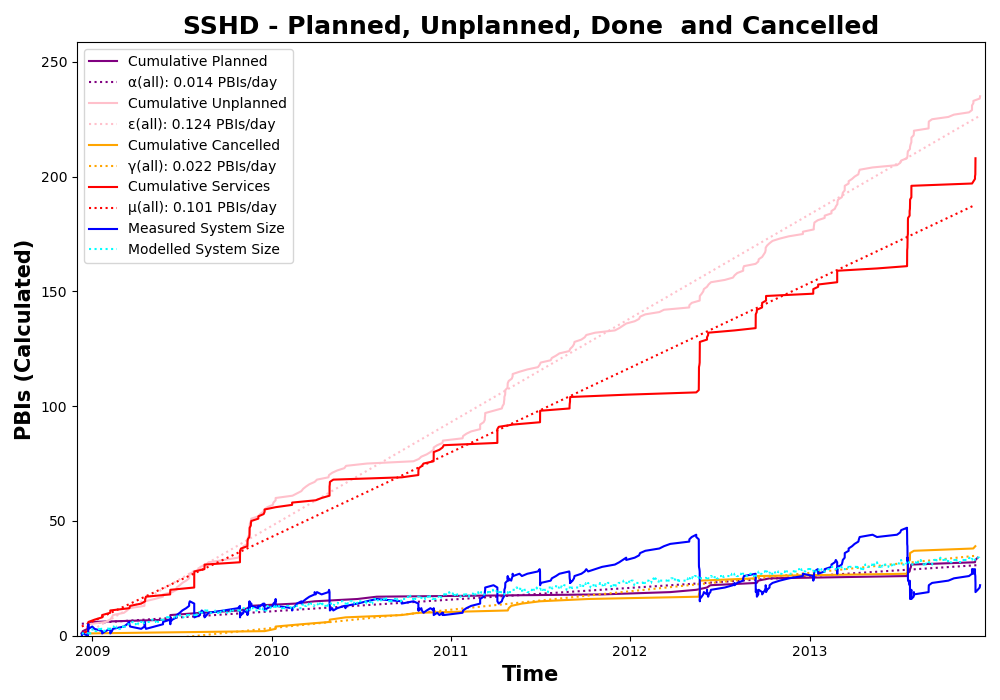 SSHD - Planned, Unplanned, Done  and Cancelled
PBIs (Calculated)
250
200
150
100
50
0
Cumulative Planned
α(all): 0.014 PBIs/day
Cumulative Unplanned
ε(all): 0.124 PBIs/day
Cumulative Cancelled
γ(all): 0.022 PBIs/day
Cumulative Services
μ(all): 0.101 PBIs/day
Measured System Size
Modelled System Size
2009 2010 2011 2012 2013
Time